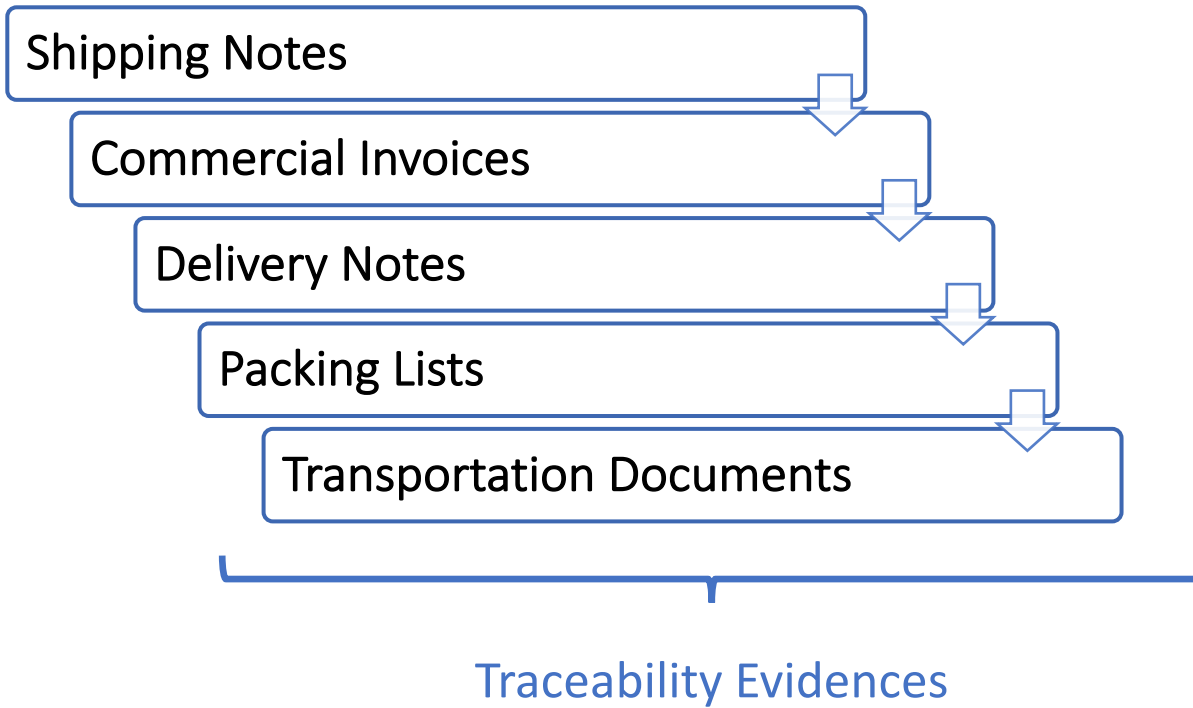 Shipping Notes
Commercial Invoices
Delivery Notes
Packing Lists
Transportation Documents
Traceability Evidences